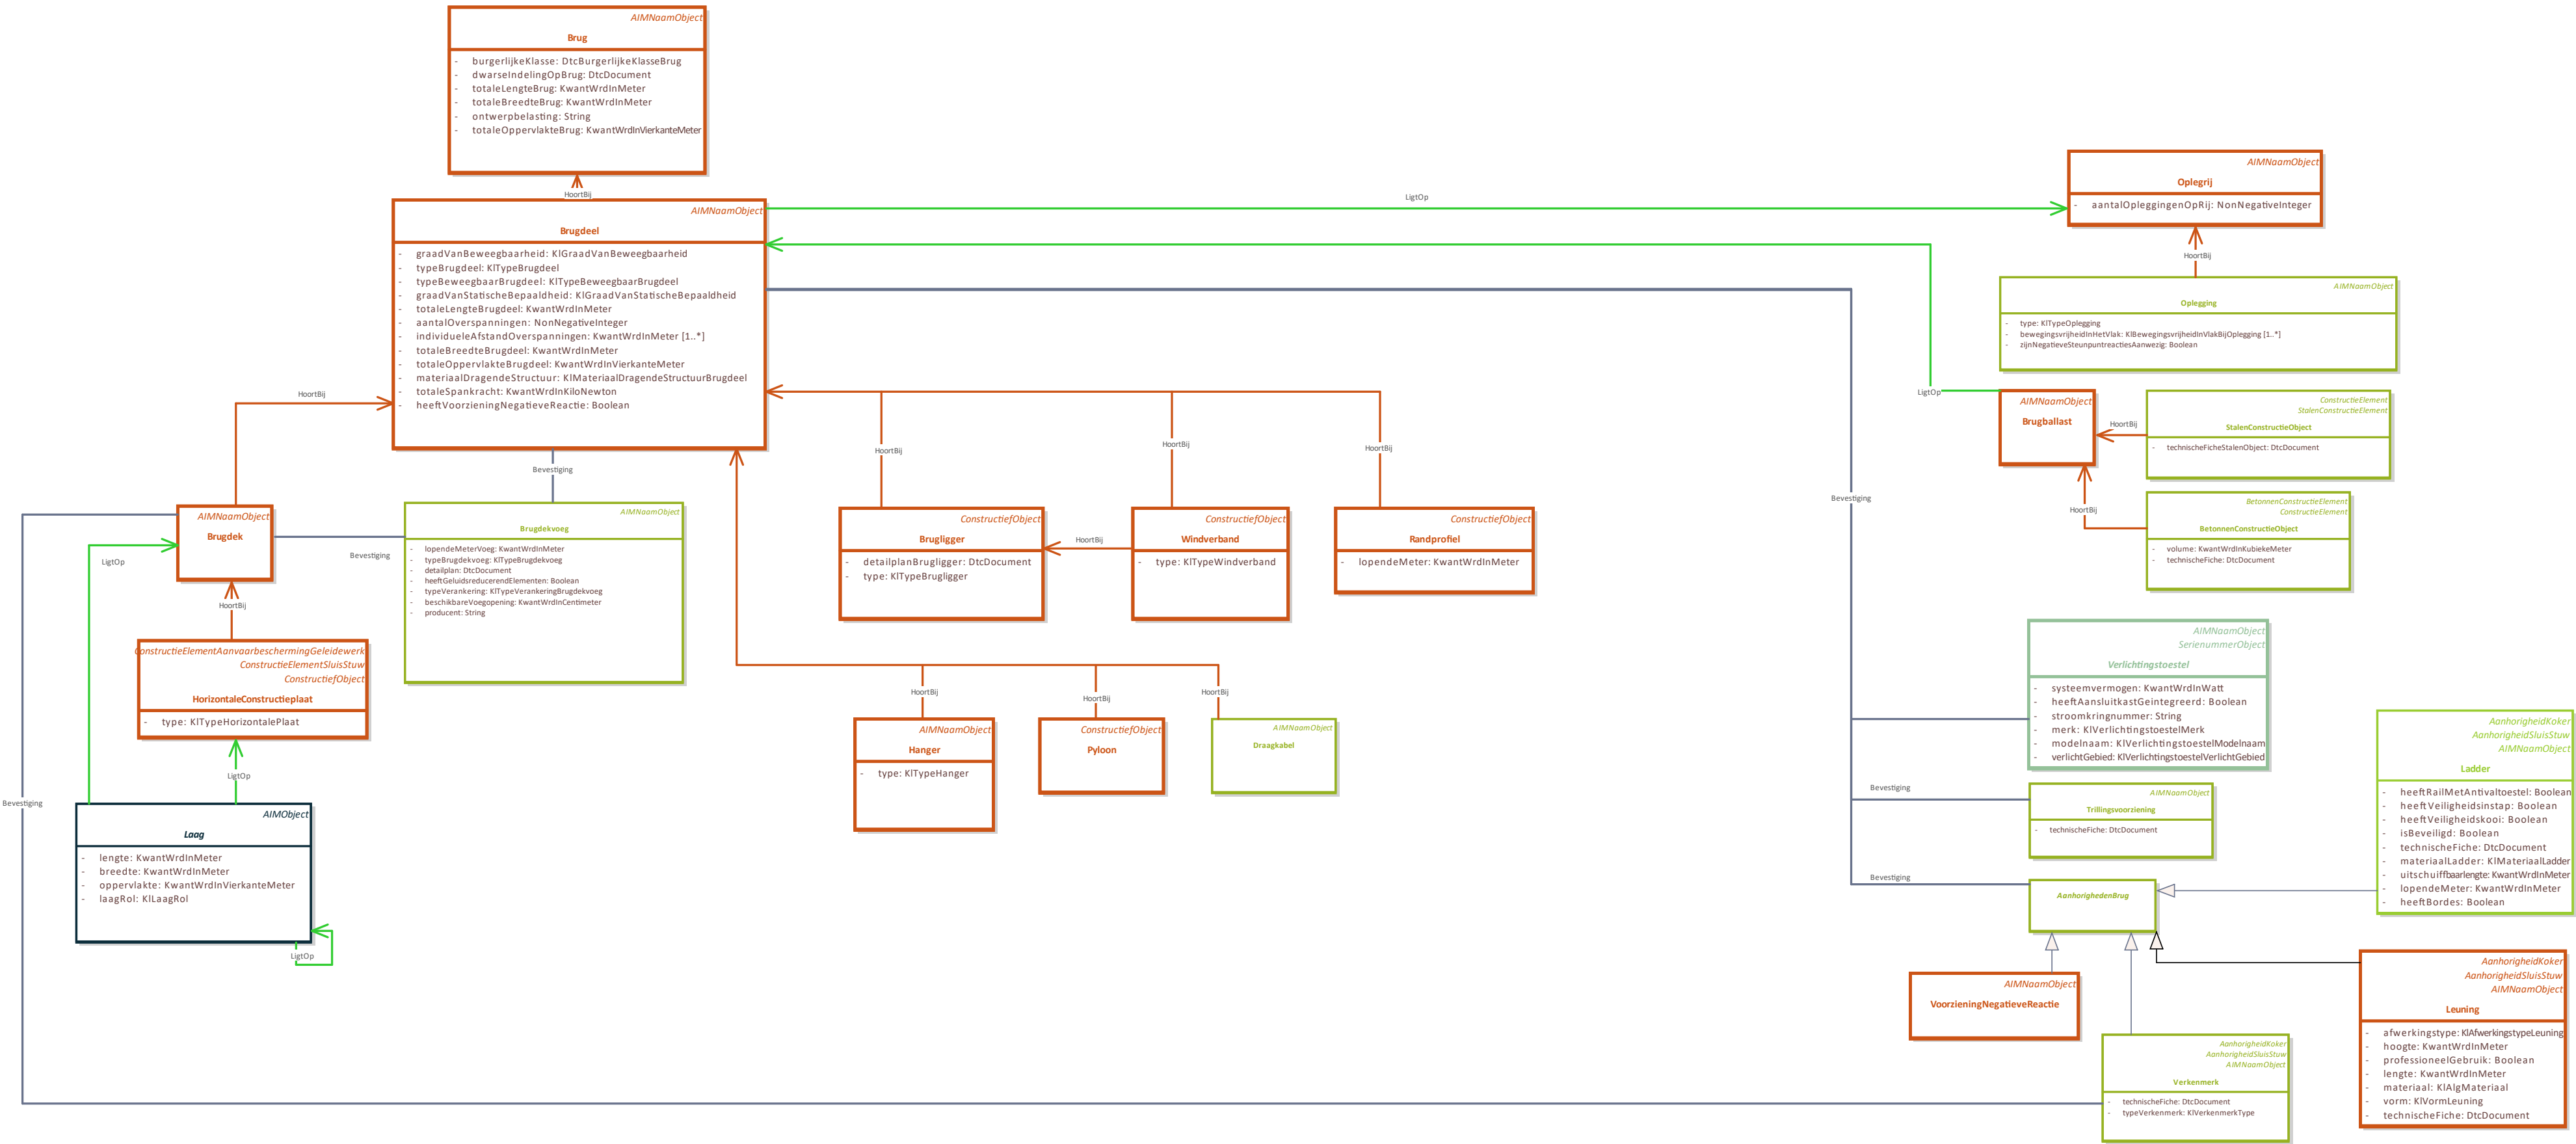 AIMNaamObject
Brug
- burgerlijkeKlasse: DtcBurgerlijkeKlasseBrug
- dwarseIndelingOpBrug: DtcDocument
- totaleLengteBrug: KwantWrdInMeter
- totaleBreedteBrug: KwantWrdInMeter
- ontwerpbelasting: String
- totaleOppervlakteBrug: KwantWrdInVierkanteMeter
HoortBij
AIMNaamObject
Brugdeel
- graadVanBeweegbaarheid: KlGraadVanBeweegbaarheid
- typeBrugdeel: KlTypeBrugdeel
- typeBeweegbaarBrugdeel: KlTypeBeweegbaarBrugdeel
- graadVanStatischeBepaaldheid: KlGraadVanStatischeBepaaldheid
- totaleLengteBrugdeel: KwantWrdInMeter
- aantalOverspanningen: NonNegativeInteger
- individueleAfstandOverspanningen: KwantWrdInMeter [1..*]
- totaleBreedteBrugdeel: KwantWrdInMeter
- totaleOppervlakteBrugdeel: KwantWrdInVierkanteMeter
- materiaalDragendeStructuur: KlMateriaalDragendeStructuurBrugdeel
- totaleSpankracht: KwantWrdInKiloNewton
- heeftVoorzieningNegatieveReactie: Boolean
LigtOp
AIMNaamObject
Oplegrij
- aantalOpleggingenOpRij: NonNegativeInteger
HoortBij
AIMNaamObject
Oplegging
- type: KlTypeOplegging
- bewegingsvrijheidInHetVlak: KlBewegingsvrijheidInVlakBijOplegging [1..*]
- zijnNegatieveSteunpuntreactiesAanwezig: Boolean
LigtOp
AIMNaamObject
Brugballast
HoortBij
ConstructieElement
StalenConstructieElement
StalenConstructieObject
- technischeFicheStalenObject: DtcDocument
HoortBij
BetonnenConstructieElement
ConstructieElement
BetonnenConstructieObject
- volume: KwantWrdInKubiekeMeter
- technischeFiche: DtcDocument
HoortBij
Bevestiging
HoortBij
HoortBij
HoortBij
Bevestiging
AIMNaamObject
Brugdek
Bevestiging
AIMNaamObject
Brugdekvoeg
- lopendeMeterVoeg: KwantWrdInMeter
- typeBrugdekvoeg: KlTypeBrugdekvoeg
- detailplan: DtcDocument
- heeftGeluidsreducerendElementen: Boolean
- typeVerankering: KlTypeVerankeringBrugdekvoeg
- beschikbareVoegopening: KwantWrdInCentimeter
- producent: String
ConstructiefObject
Brugligger
- detailplanBrugligger: DtcDocument
- type: KlTypeBrugligger
HoortBij
ConstructiefObject
Windverband
- type: KlTypeWindverband
ConstructiefObject
Randprofiel
- lopendeMeter: KwantWrdInMeter
LigtOp
HoortBij
ConstructieElementAanvaarbeschermingGeleidewerk
ConstructieElementSluisStuw
ConstructiefObject
HorizontaleConstructieplaat
- type: KlTypeHorizontalePlaat
LigtOp
HoortBij
HoortBij
HoortBij
AIMNaamObject
Hanger
- type: KlTypeHanger
ConstructiefObject
Pyloon
AIMNaamObject
Draagkabel
Bevestiging
AIMObject
Laag
- lengte: KwantWrdInMeter
- breedte: KwantWrdInMeter
- oppervlakte: KwantWrdInVierkanteMeter
- laagRol: KlLaagRol
LigtOp
AIMNaamObject
SerienummerObject
Verlichtingstoestel
- systeemvermogen: KwantWrdInWatt
- heeftAansluitkastGeintegreerd: Boolean
- stroomkringnummer: String
- merk: KlVerlichtingstoestelMerk
- modelnaam: KlVerlichtingstoestelModelnaam
- verlichtGebied: KlVerlichtingstoestelVerlichtGebied
Bevestiging
AIMNaamObject
Trillingsvoorziening
- technischeFiche: DtcDocument
Bevestiging
AanhorighedenBrug
AanhorigheidKoker
AanhorigheidSluisStuw
AIMNaamObject
Ladder
- heeftRailMetAntivaltoestel: Boolean
- heeftVeiligheidsinstap: Boolean
- heeftVeiligheidskooi: Boolean
- isBeveiligd: Boolean
- technischeFiche: DtcDocument
- materiaalLadder: KlMateriaalLadder
- uitschuifbaarlengte: KwantWrdInMeter
- lopendeMeter: KwantWrdInMeter
- heeftBordes: Boolean
AIMNaamObject
VoorzieningNegatieveReactie
AanhorigheidKoker
AanhorigheidSluisStuw
AIMNaamObject
Verkenmerk
- technischeFiche: DtcDocument
- typeVerkenmerk: KlVerkenmerkType
AanhorigheidKoker
AanhorigheidSluisStuw
AIMNaamObject
Leuning
- afwerkingstype: KlAfwerkingstypeLeuning
- hoogte: KwantWrdInMeter
- professioneelGebruik: Boolean
- lengte: KwantWrdInMeter
- materiaal: KlAlgMateriaal
- vorm: KlVormLeuning
- technischeFiche: DtcDocument